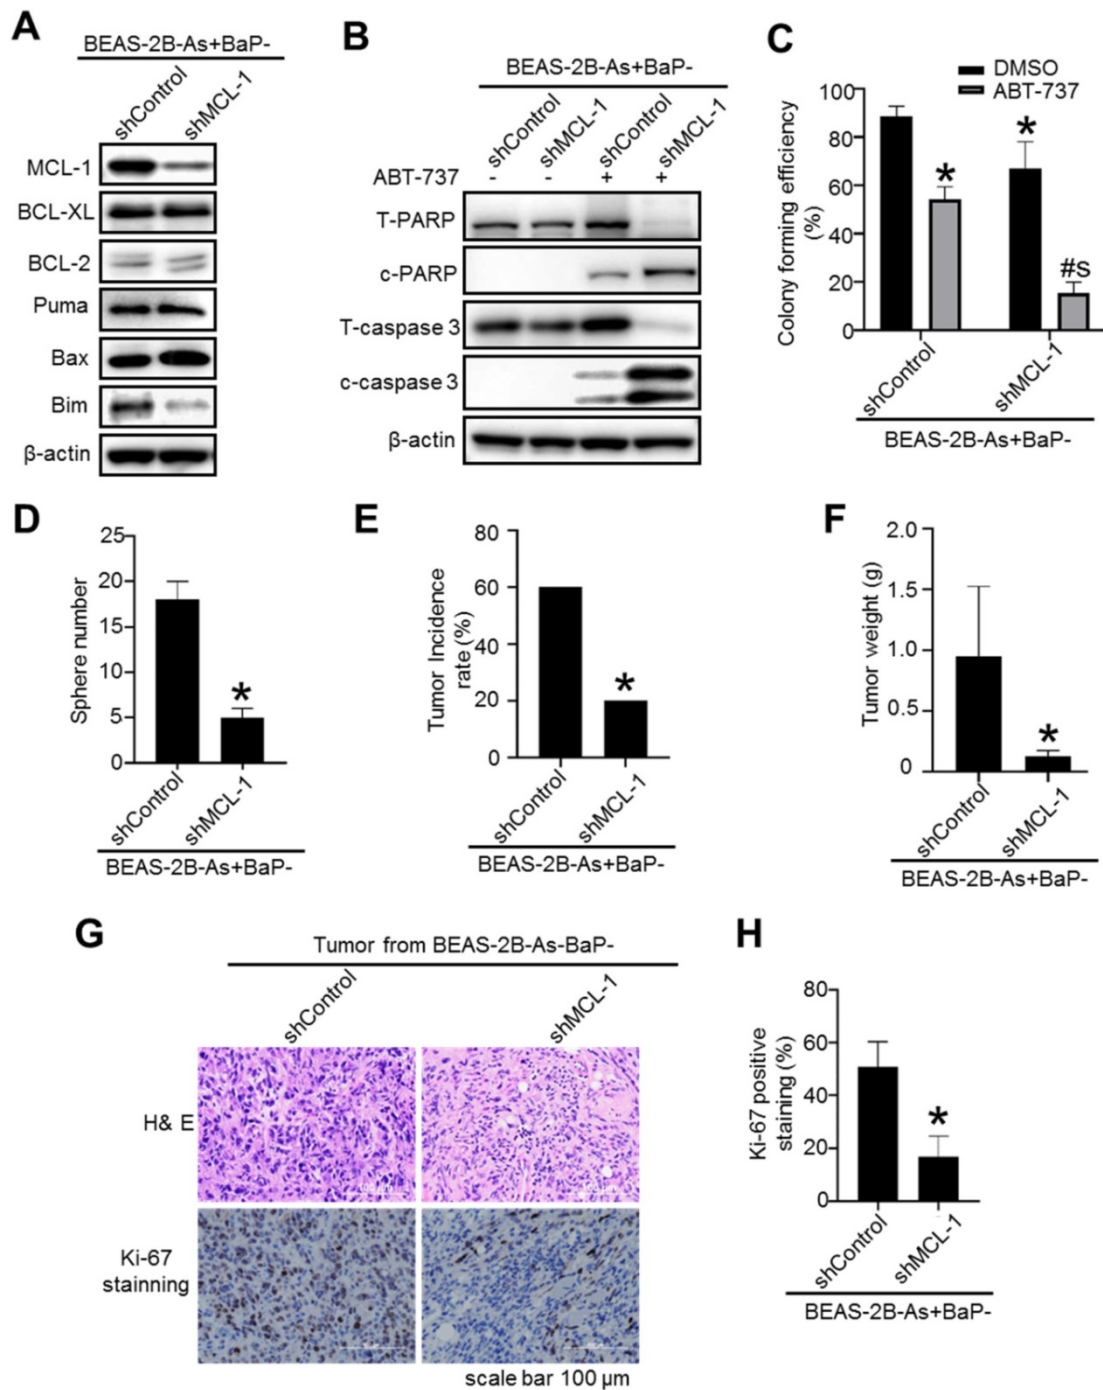 A
BEAS-2B-As+BaP-
shControl
shMCL-1
MCL-1
BCL-XL
BCL-2
Puma
Bax
Bim
β-actin
B
BEAS-2B-As+BaP-
shControl
shMCL-1
shControl
shMCL-1
ABT-737 - - + +
T-PARP
c-PARP
T-caspase 3
c-caspase 3
β-actin
C
DMSO
ABT-737
Colony forming efficiency
(%)
100
80
60
40
20
0
*
*
#s
shControl
shMCL-1
BEAS-2B-As+BaP-
D
Sphere number
25
20
15
10
5
0
*
shControl
shMCL-1
BEAS-2B-As+BaP-
E
Tumor Incidence
rate (%)
80
60
40
20
0
*
shControl
shMCL-1
BEAS-2B-As+BaP-
F
Tumor weight (g)
2.0
1.5
1.0
0.5
0
*
shControl
shMCL-1
BEAS-2B-As+BaP-
G
Tumor from BEAS-2B-As-BaP-
shControl
shMCL-1
H& E
Ki-67
stainning
scale bar 100 μm
H
Ki-67 positive
staining (%)
80
60
40
20
0
*
shControl
shMCL-1
BEAS-2B-As+BaP-